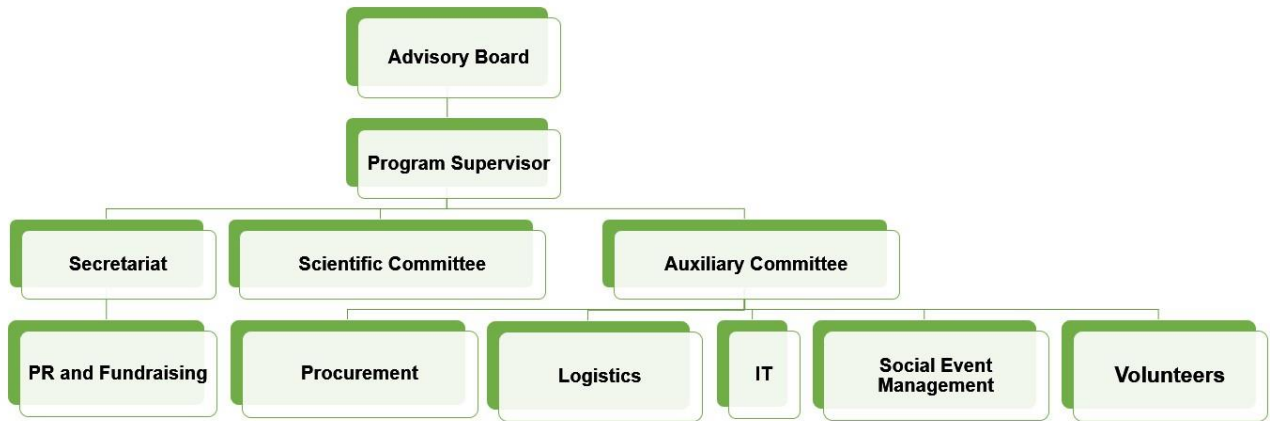 Advisory Board
Program Supervisor
Secretariat
Scientific Committee
Auxiliary Committee
PR and Fundraising
Procurement
Logistics
IT
Social Event
Management
Volunteers